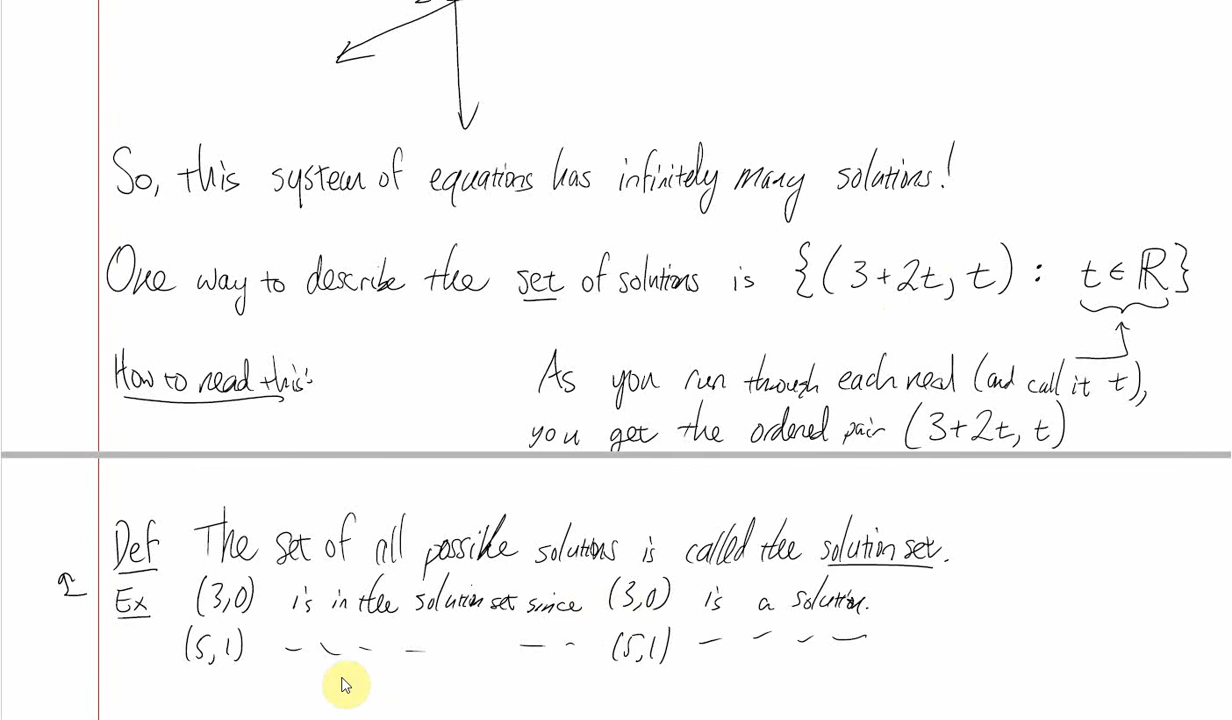 So, this system of equations has infinitely many solutions!
One way to describe the set of solutions is {(3+2t, t) : t ∈ ℝ}
How to read this: As you run through each real (and call it t),
you get the ordered pair (3+2t, t)
Def The set of all possible solutions is called the solution set.
Ex (3,0) is in the solution set since (3,0) is a solution.
(5,1) - - - - - - (5,1) - - - -